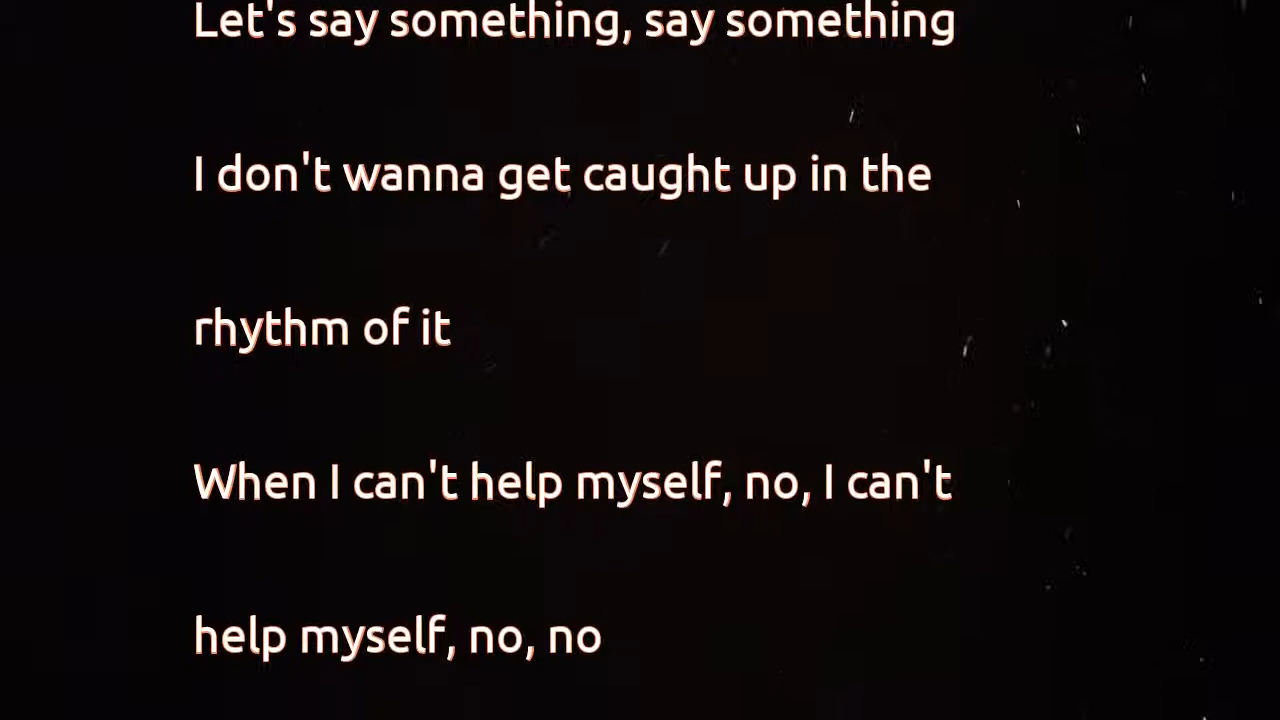 Let's say something, say something
I don't wanna get caught up in the
rhythm of it
When I can't help myself, no, I can't
help myself, no, no